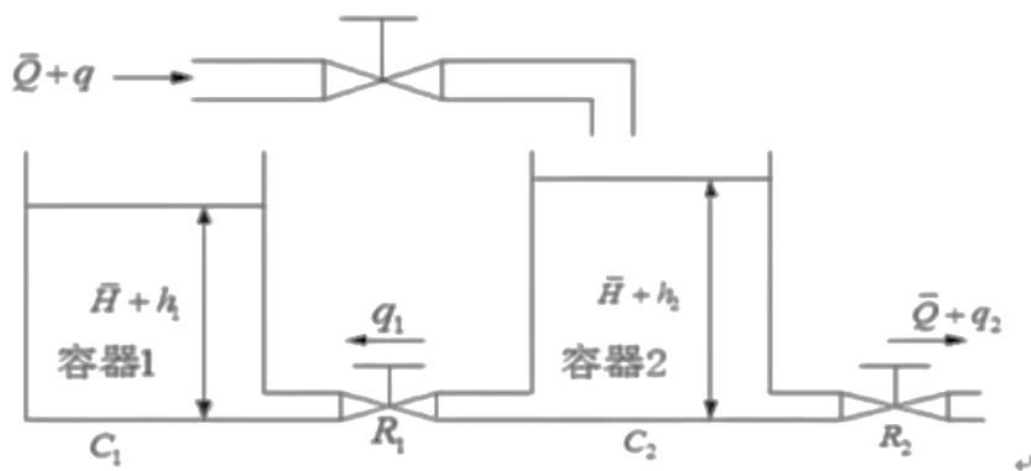 Q̄+q
H̄+h₁
容器1
q₁
H̄+h₂
容器2
Q̄+q₂
C₁
R₁
C₂
R₂